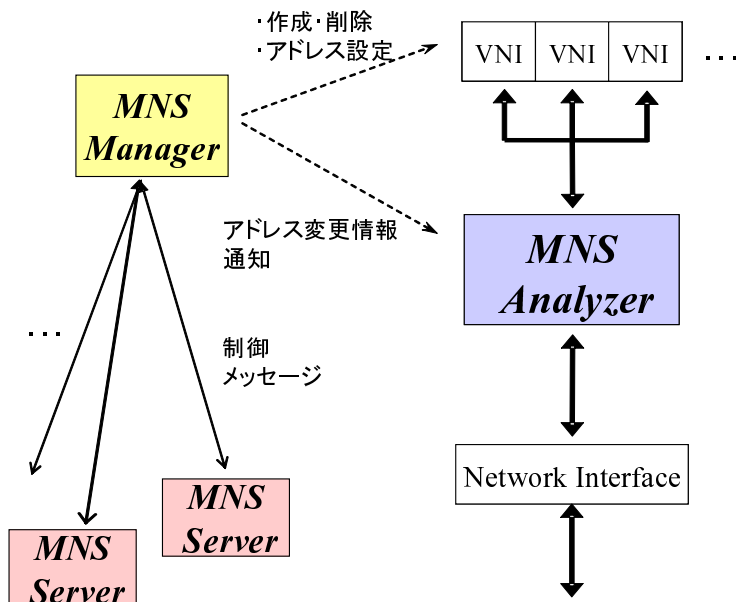 ・作成・削除
・アドレス設定
VNI VNI VNI ・・・
MNS
Manager
アドレス変更情報
通知
MNS
Analyzer
・・・
制御
メッセージ
Network Interface
MNS
Server
MNS
Server